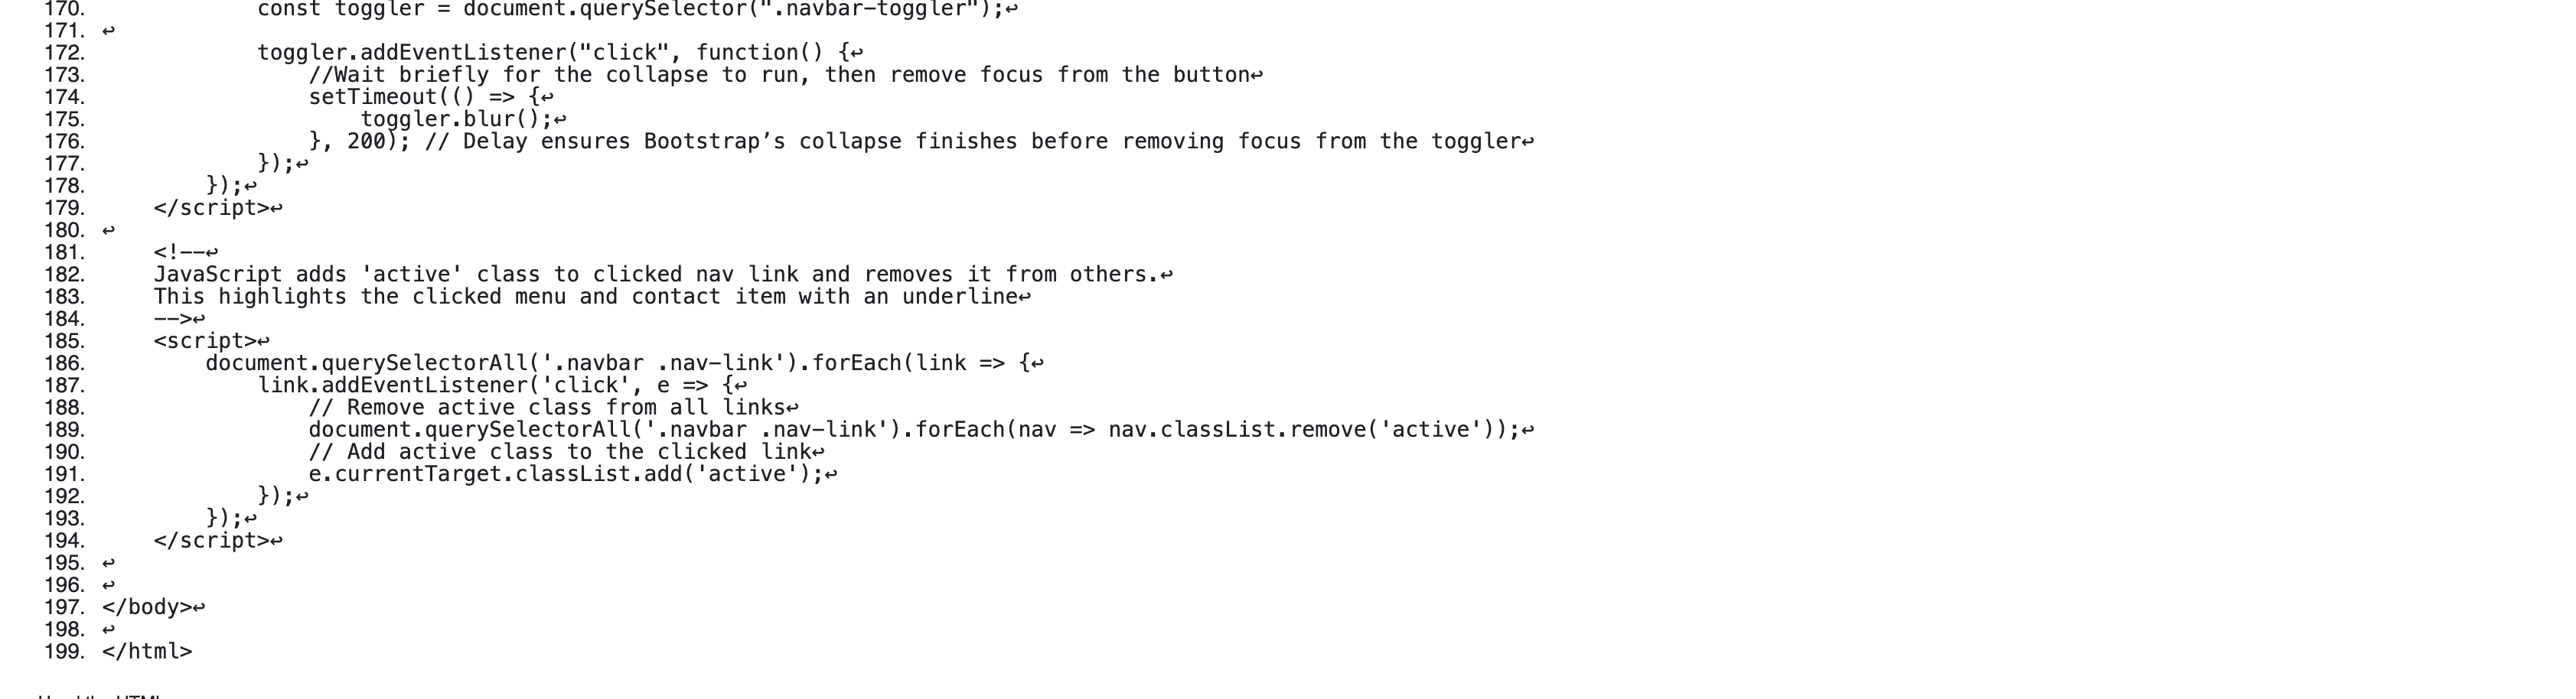 170.            const toggler = document.querySelector(".navbar-toggler");↩
171. ↩
172.            toggler.addEventListener("click", function() {↩
173.                //Wait briefly for the collapse to run, then remove focus from the button↩
174.                setTimeout(() => {↩
175.                    toggler.blur();↩
176.                }, 200); // Delay ensures Bootstrap’s collapse finishes before removing focus from the toggler↩
177.            });↩
178.        });↩
179.    </script>↩
180. ↩
181.    <!--↩
182.    JavaScript adds 'active' class to clicked nav link and removes it from others.↩
183.    This highlights the clicked menu and contact item with an underline↩
184.    -->↩
185.    <script>↩
186.        document.querySelectorAll('.navbar .nav-link').forEach(link => {↩
187.            link.addEventListener('click', e => {↩
188.                // Remove active class from all links↩
189.                document.querySelectorAll('.navbar .nav-link').forEach(nav => nav.classList.remove('active'));↩
190.                // Add active class to the clicked link↩
191.                e.currentTarget.classList.add('active');↩
192.            });↩
193.        });↩
194.    </script>↩
195. ↩
196. ↩
197. </body>↩
198. ↩
199. </html>